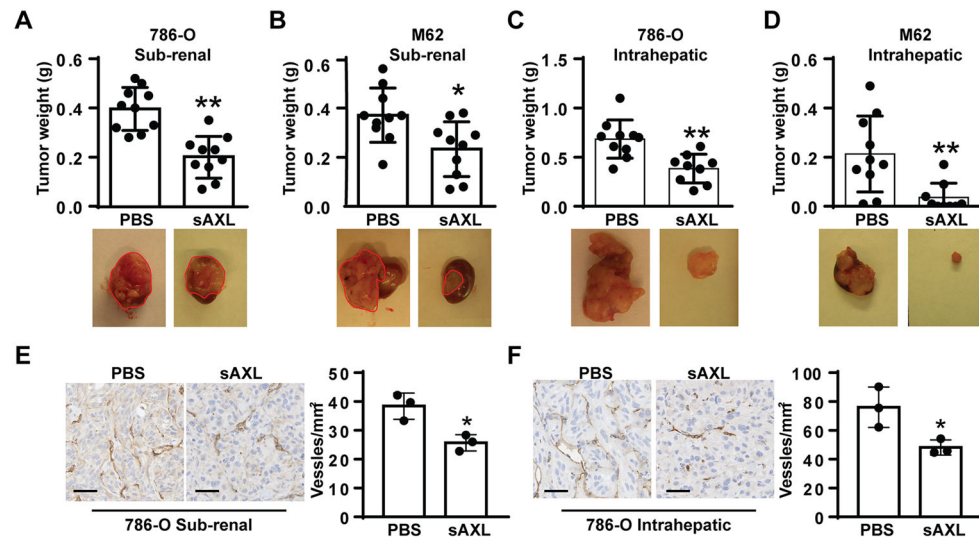 A
786-O
Sub-renal
Tumor weight (g)
0.6
0.4
0.2
0.0
**
PBS
sAXL
B
M62
Sub-renal
Tumor weight (g)
0.6
0.4
0.2
0.0
*
PBS
sAXL
C
786-O
Intrahepatic
Tumor weight (g)
1.5
1.0
0.5
0.0
**
PBS
sAXL
D
M62
Intrahepatic
Tumor weight (g)
0.6
0.4
0.2
0.0
**
PBS
sAXL
E
PBS
sAXL
786-O Sub-renal
Vessles/mm²
50
40
30
20
10
0
*
PBS
sAXL
F
PBS
sAXL
786-O Intrahepatic
Vessles/mm²
100
80
60
40
20
0
*
PBS
sAXL